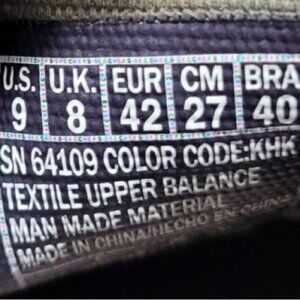 U.S. U.K. EUR CM BRA
9 8 42 27 40
SN 64109 COLOR CODE:KHK
TEXTILE UPPER BALANCE
MAN MADE MATERIAL
MADE IN CHINA/HECHO EN CHINA